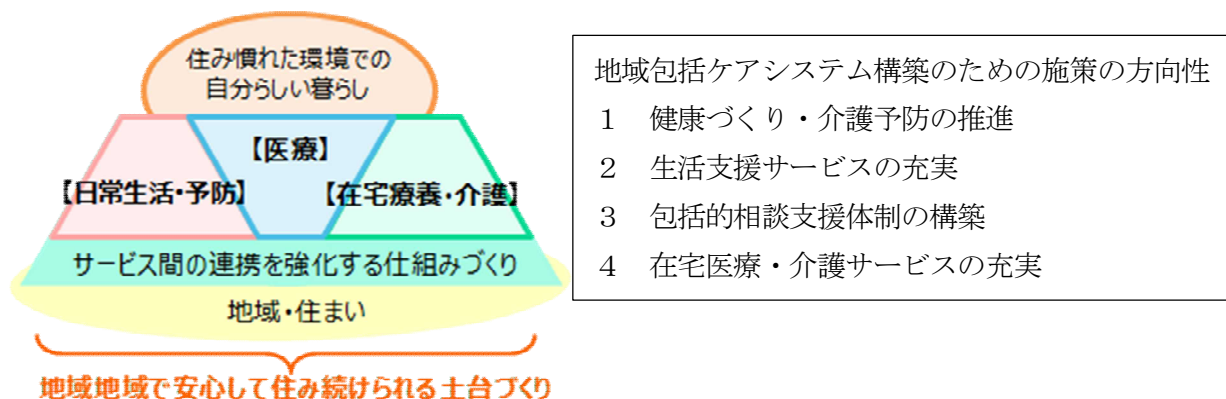 住み慣れた環境での
自分らしい暮らし
【医療】
【日常生活・予防】
【在宅療養・介護】
サービス間の連携を強化する仕組みづくり
地域・住まい
地域地域で安心して住み続けられる土台づくり
地域包括ケアシステム構築のための施策の方向性
１　健康づくり・介護予防の推進
２　生活支援サービスの充実
３　包括的相談支援体制の構築
４　在宅医療・介護サービスの充実